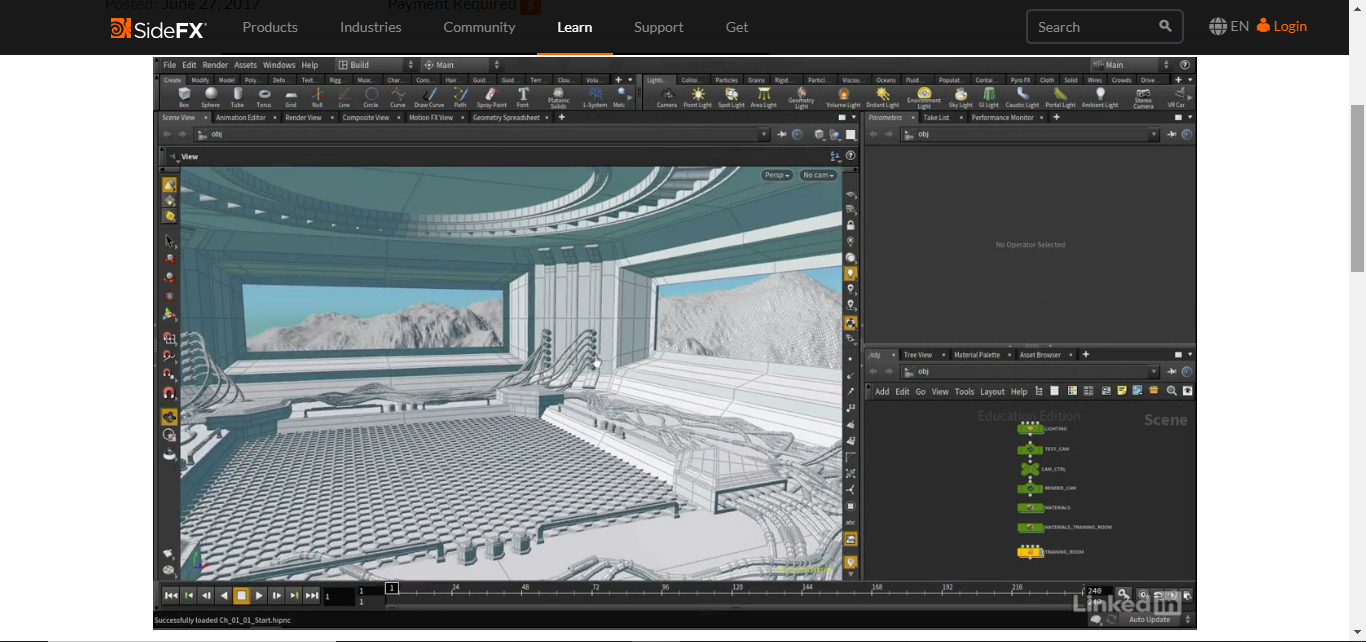 Posted: June 27, 2017 Payment Required $
SideFX Products Industries Community Learn Support Get Search EN Login
File Edit Render Assets Windows Help Build Main Main
Create Modify Model Poly... Defo... Text... Rigg... Musc... Char... Cons... Hair... Guid... Guid... Terr... Clou... Volu... Lights... Collisi... Particles Grains Rigid... Particl... Viscou... Oceans Fluid... Populat... Contai... Pyro FX Cloth Solid Wires Crowds Drive...
Box Sphere Tube Torus Grid Null Line Circle Curve Draw Curve Path Spray Paint Font Platonic Solids L-System Camera Point Light Spot Light Area Light Geometry Light Volume Light Distant Light Environment Light Sky Light GI Light Caustic Light Portal Light Ambient Light Stereo Camera VR Car
Scene View Animation Editor Render View Composite View Motion FX View Geometry Spreadsheet Parameters Take List Performance Monitor
obj obj
View
Persp No cam
No Operator Selected
/obj Tree View Material Palette Asset Browser
obj
Add Edit Go View Tools Layout Help
Education Edition Scene
LIGHTING
TEST_CAM
CAM_CTRL
RENDER_CAM
MATERIALS
MATERIALS_TRAINING_ROOM
TRAINING_ROOM
abc
1 1 1 24 48 72 96 120 144 168 192 216 240
1 240
LinkedIn
Successfully loaded Ch_01_01_Start.hipnc Auto Update